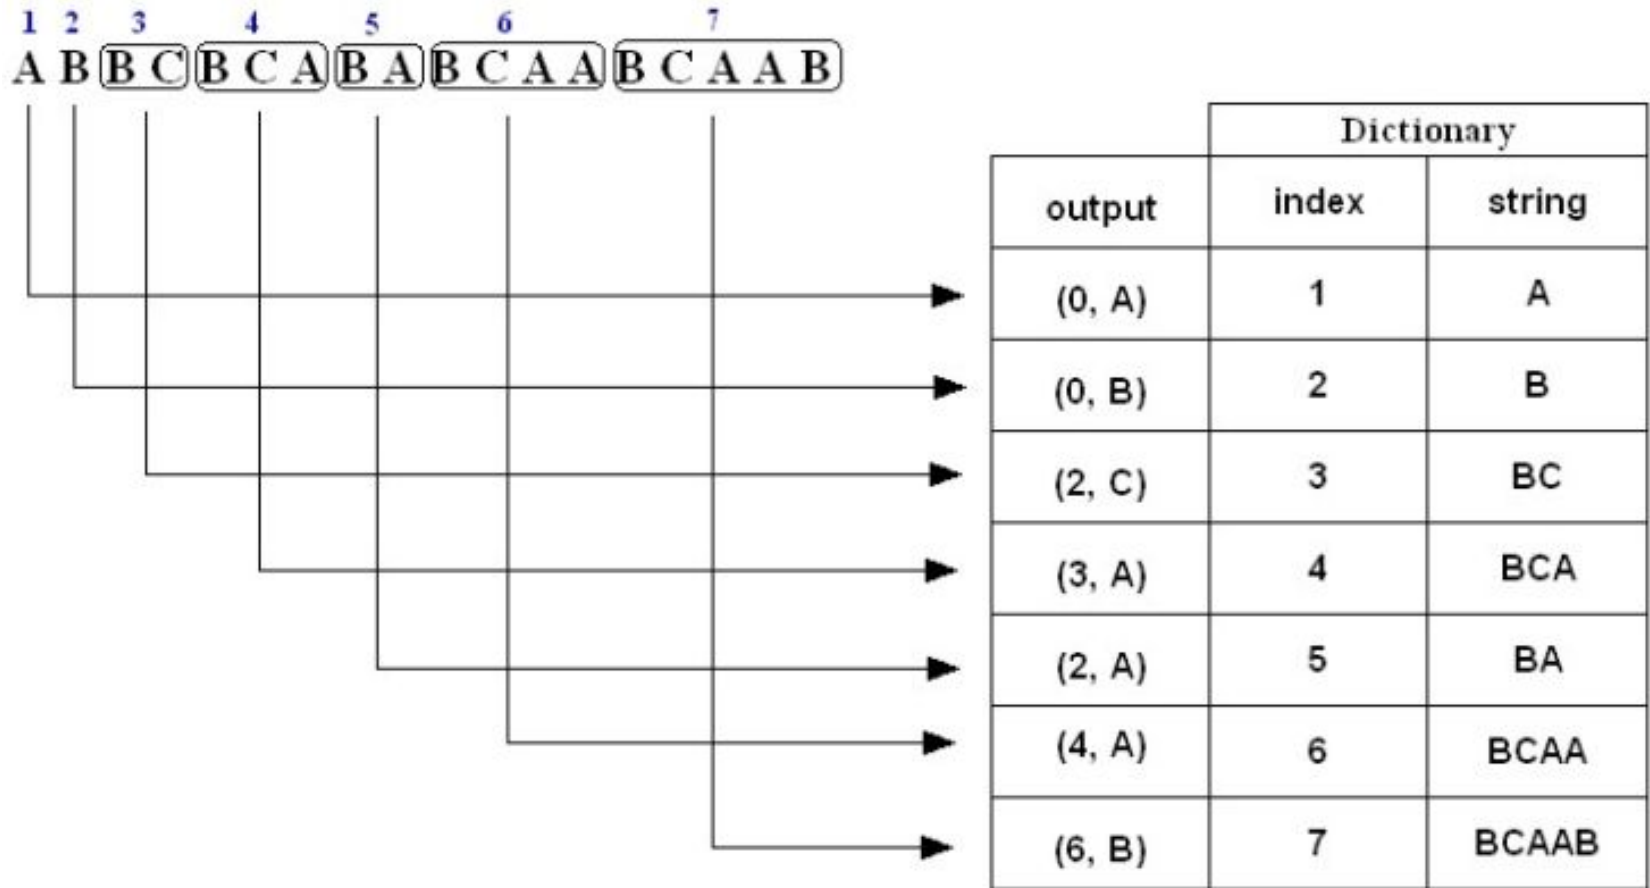 1 2 3 4 5 6 7
A B B C B C A B A B C A A B C A A B
Dictionary
output index string
(0, A) 1 A
(0, B) 2 B
(2, C) 3 BC
(3, A) 4 BCA
(2, A) 5 BA
(4, A) 6 BCAA
(6, B) 7 BCAAB